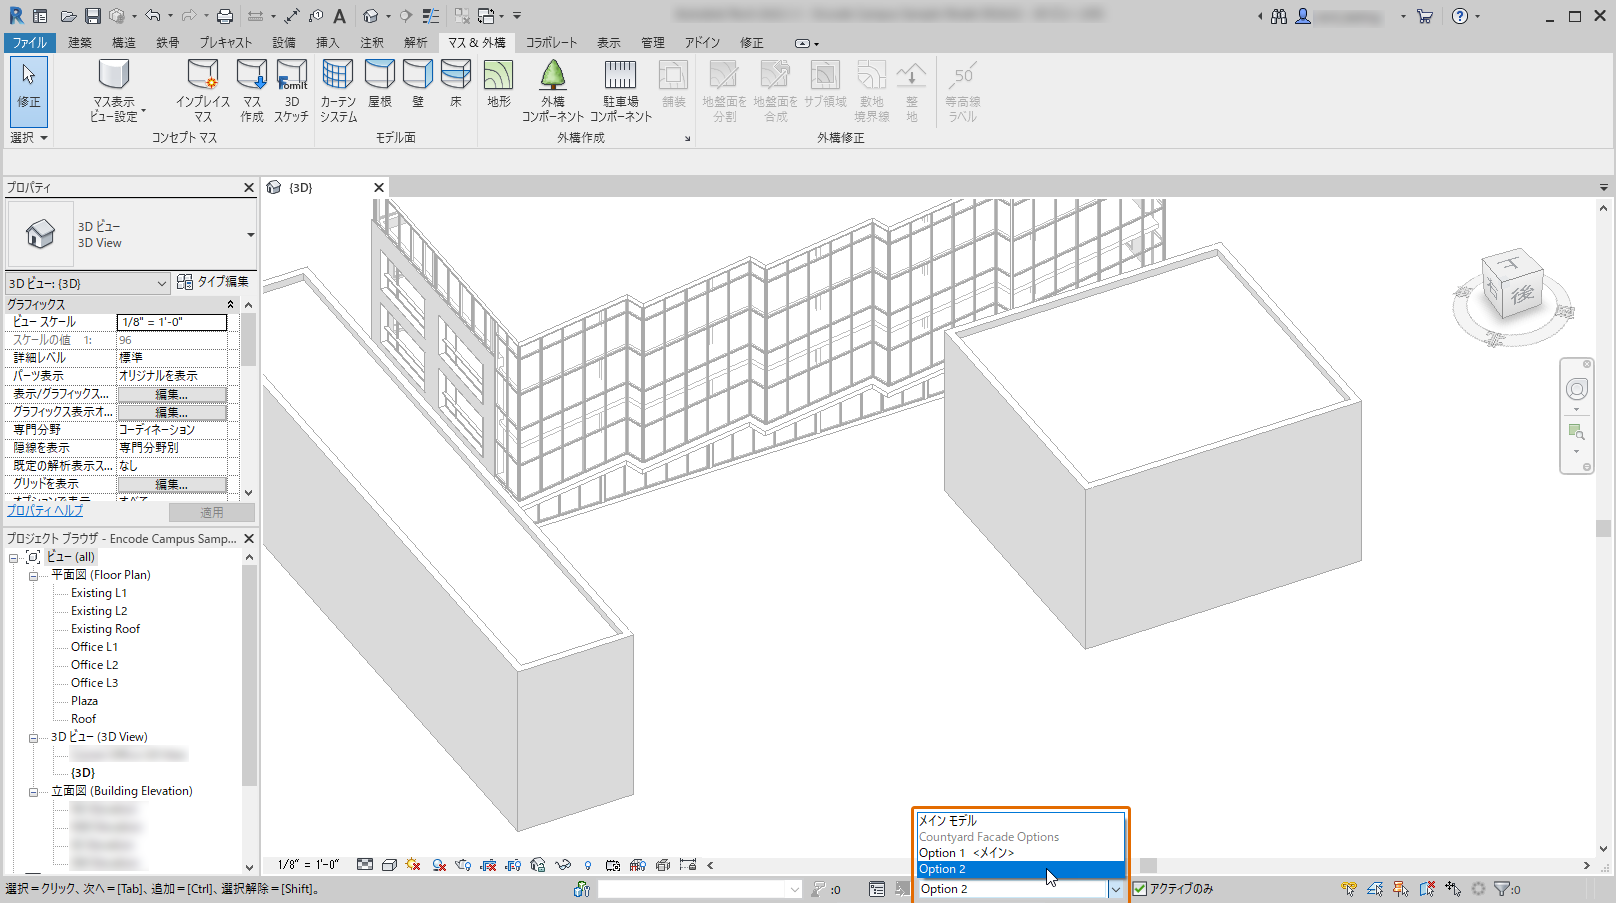 ファイル 建築 構造 鉄骨 プレキャスト 設備 挿入 注釈 解析 マス & 外構 コラボレート 表示 管理 アドイン 修正
修正
選択
マス表示
ビュー設定
インプレイス
マス
マス
作成
Formit
3D
スケッチ
コンセプト マス
カーテン
システム
屋根
壁
床
モデル面
地形
外構
コンポーネント
駐車場
コンポーネント
舗装
外構作成
地盤面を
分割
地盤面を
合成
サブ領域
敷地
境界線
整
地
50
等高線
ラベル
外構修正
プロパティ
3D ビュー
3D View
3D ビュー: {3D}
タイプ編集
グラフィックス
ビュー スケール 1/8" = 1'-0"
スケールの値 1: 96
詳細レベル 標準
パーツ表示 オリジナルを表示
表示/グラフィックス... 編集...
グラフィックス表示オ... 編集...
専門分野 コーディネーション
隠線を表示 専門分野別
既定の解析表示ス... なし
グリッドを表示 編集...
プロパティ ヘルプ
適用
プロジェクト ブラウザ - Encode Campus Samp...
ビュー (all)
平面図 (Floor Plan)
Existing L1
Existing L2
Existing Roof
Office L1
Office L2
Office L3
Plaza
Roof
3D ビュー (3D View)
{3D}
立面図 (Building Elevation)
{3D}
後
1/8" = 1'-0"
メイン モデル
Countyard Facade Options
Option 1 <メイン>
Option 2
選択＝クリック、次へ＝[Tab]、追加＝[Ctrl]、選択解除＝[Shift]。
:0
Option 2
アクティブのみ
:0